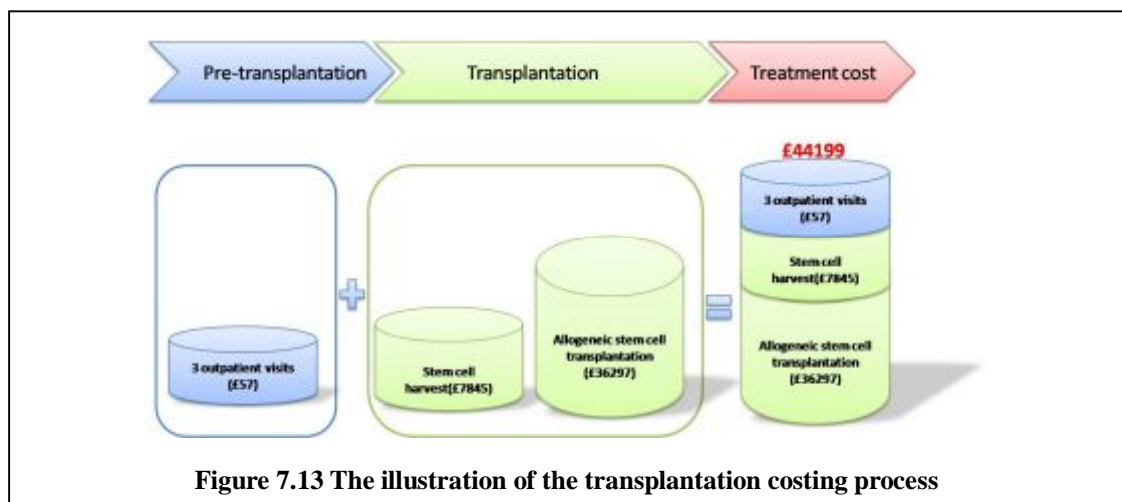 Pre-transplantation
Transplantation
Treatment cost
3 outpatient visits
(£57)
Stem cell
harvest(£7845)
Allogeneic stem cell
transplantation
(£36297)
£44199
3 outpatient visits
(£57)
Stem cell
harvest(£7845)
Allogeneic stem cell
transplantation
(£36297)
Figure 7.13 The illustration of the transplantation costing process